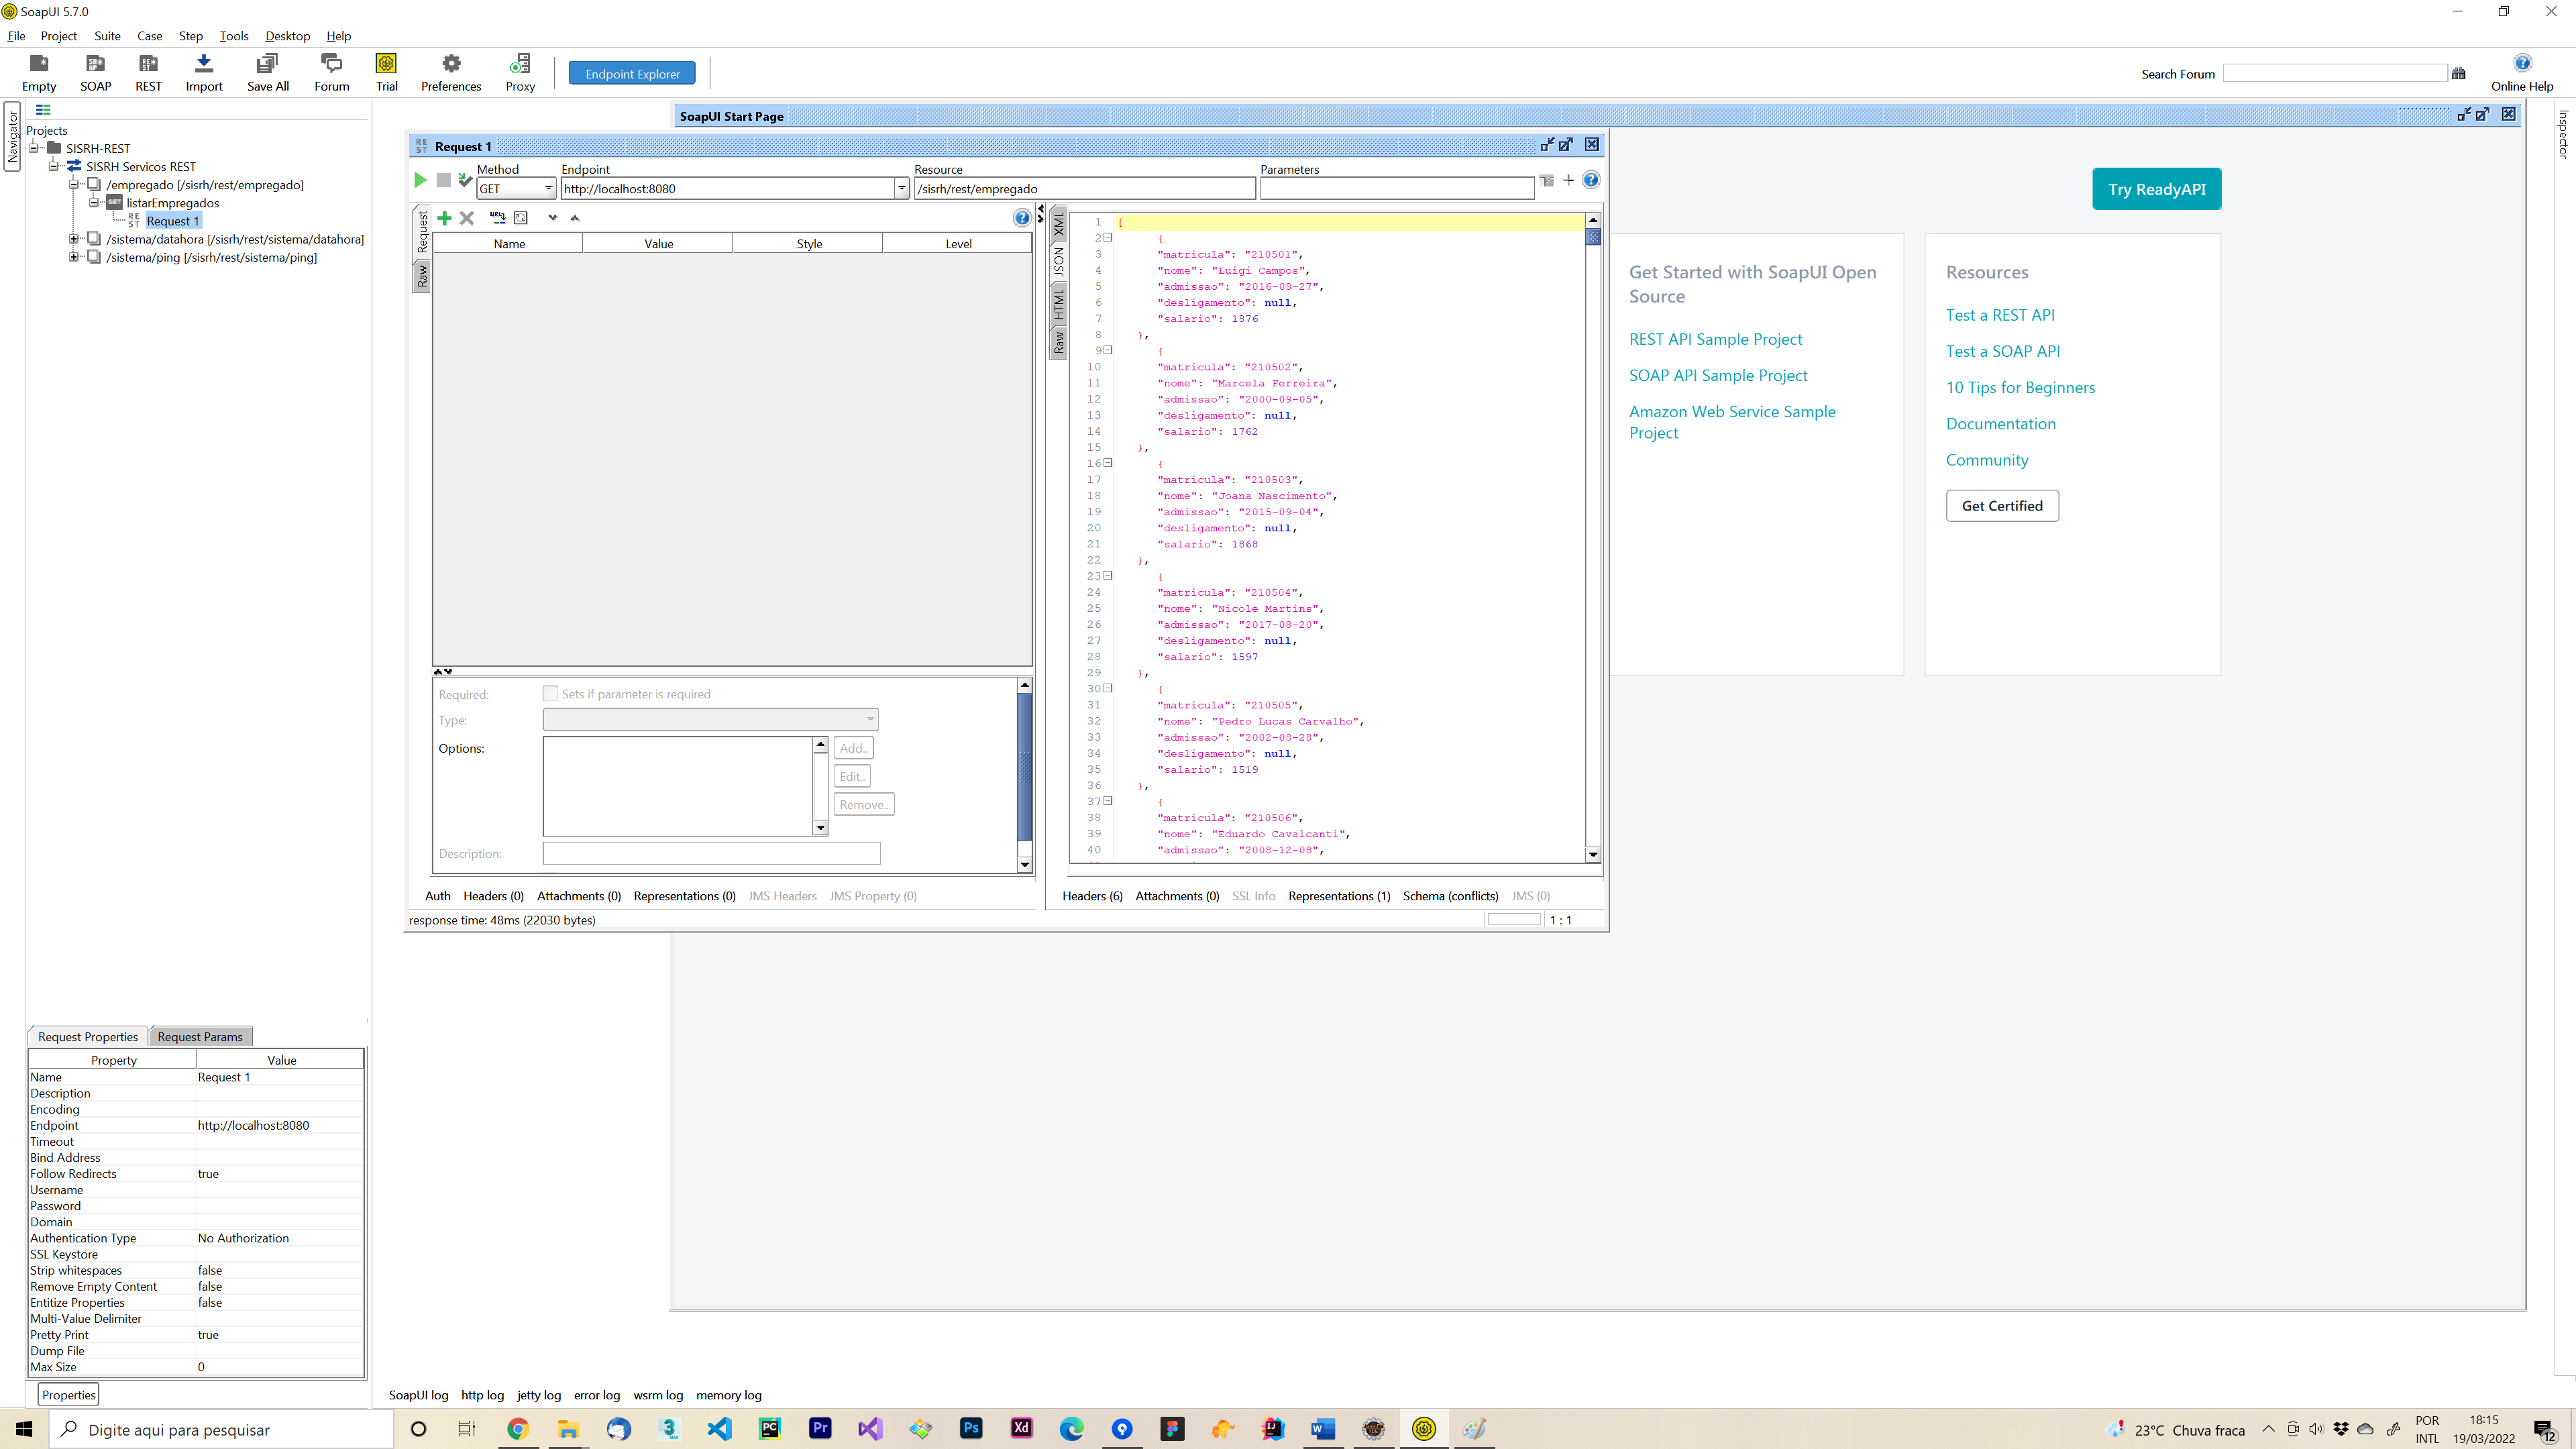 SoapUI 5.7.0
File Project Suite Case Step Tools Desktop Help
Empty SOAP REST Import Save All Forum Trial Preferences Proxy Endpoint Explorer Search Forum Online Help
Navigator
Projects
SISRH-REST
SISRH Servicos REST
/empregado [/sisrh/rest/empregado]
listarEmpregados
Request 1
/sistema/datahora [/sisrh/rest/sistema/datahora]
/sistema/ping [/sisrh/rest/sistema/ping]
SoapUI Start Page
Inspector
Request 1
Method Endpoint Resource Parameters
GET http://localhost:8080 /sisrh/rest/empregado
Request
Raw
Name Value Style Level
Required: Sets if parameter is required
Type:
Options: Add..
Edit..
Remove..
Description:
Auth Headers (0) Attachments (0) Representations (0) JMS Headers JMS Property (0)
response time: 48ms (22030 bytes)
XML
JSON
HTML
Raw
1 [
2 {
3 "matricula": "210501",
4 "nome": "Luigi Campos",
5 "admissao": "2016-08-27",
6 "desligamento": null,
7 "salario": 1876
8 },
9 {
10 "matricula": "210502",
11 "nome": "Marcela Ferreira",
12 "admissao": "2000-09-05",
13 "desligamento": null,
14 "salario": 1762
15 },
16 {
17 "matricula": "210503",
18 "nome": "Joana Nascimento",
19 "admissao": "2015-09-04",
20 "desligamento": null,
21 "salario": 1868
22 },
23 {
24 "matricula": "210504",
25 "nome": "Nicole Martins",
26 "admissao": "2017-08-20",
27 "desligamento": null,
28 "salario": 1597
29 },
30 {
31 "matricula": "210505",
32 "nome": "Pedro Lucas Carvalho",
33 "admissao": "2002-08-28",
34 "desligamento": null,
35 "salario": 1519
36 },
37 {
38 "matricula": "210506",
39 "nome": "Eduardo Cavalcanti",
40 "admissao": "2008-12-08",
Headers (6) Attachments (0) SSL Info Representations (1) Schema (conflicts) JMS (0)
1 : 1
Try ReadyAPI
Get Started with SoapUI Open
Source
REST API Sample Project
SOAP API Sample Project
Amazon Web Service Sample
Project
Resources
Test a REST API
Test a SOAP API
10 Tips for Beginners
Documentation
Community
Get Certified
Request Properties Request Params
Property Value
Name Request 1
Description
Encoding
Endpoint http://localhost:8080
Timeout
Bind Address
Follow Redirects true
Username
Password
Domain
Authentication Type No Authorization
SSL Keystore
Strip whitespaces false
Remove Empty Content false
Entitize Properties false
Multi-Value Delimiter
Pretty Print true
Dump File
Max Size 0
Properties
SoapUI log http log jetty log error log wsrm log memory log
Digite aqui para pesquisar
23°C Chuva fraca
POR
INTL
18:15
19/03/2022
12